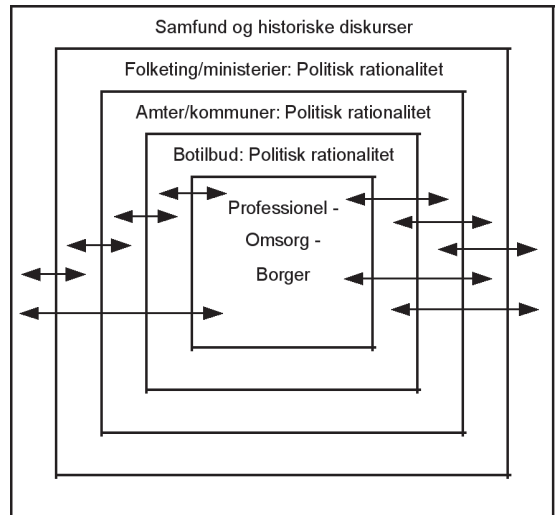 Samfund og historiske diskurser
Folketing/ministerier: Politisk rationalitet
Amter/kommuner: Politisk rationalitet
Botilbud: Politisk rationalitet
Professionel -
Omsorg -
Borger